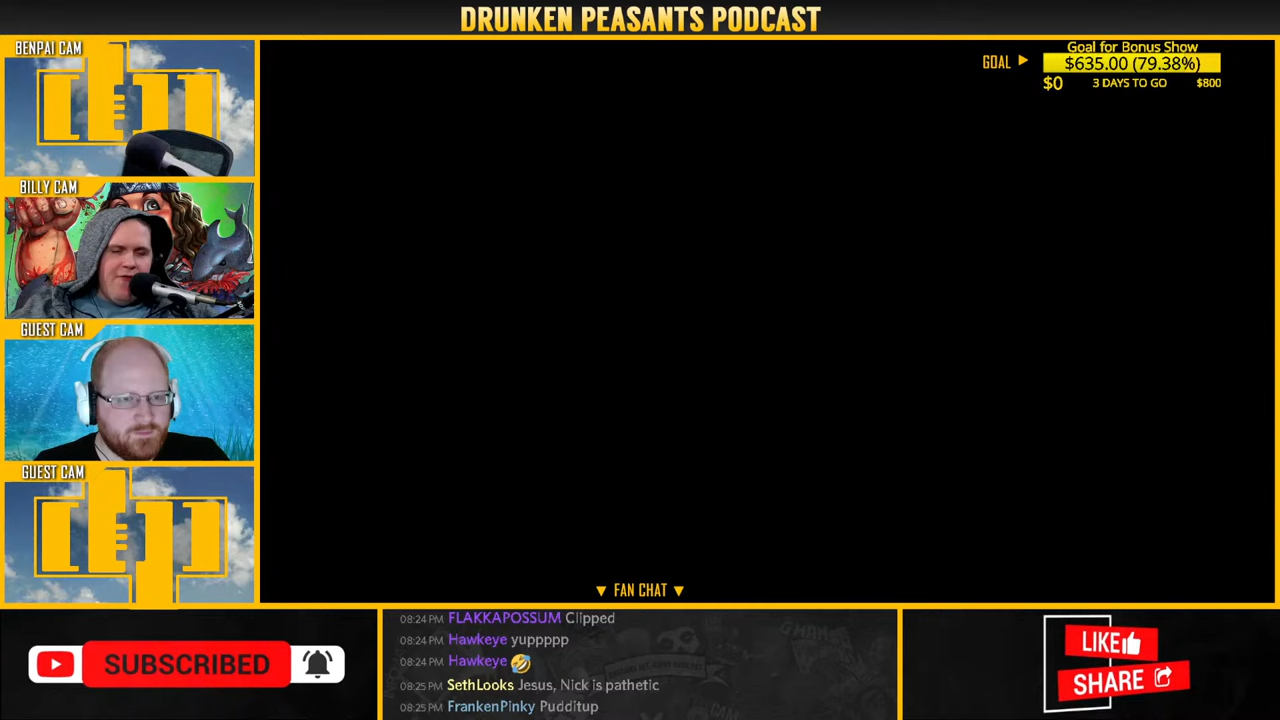 DRUNKEN PEASANTS PODCAST
BENPAI CAM
BILLY CAM
GUEST CAM
GUEST CAM
GOAL ▶
Goal for Bonus Show
$635.00 (79.38%)
$0 3 DAYS TO GO $800
▼ FAN CHAT ▼
08:24 PM FLAKKAPOSSUM Clipped
08:24 PM Hawkeye yuppppp
08:24 PM Hawkeye 🤣
08:25 PM SethLooks Jesus, Nick is pathetic
08:25 PM FrankenPinky Pudditup
SUBSCRIBED
LIKE
SHARE